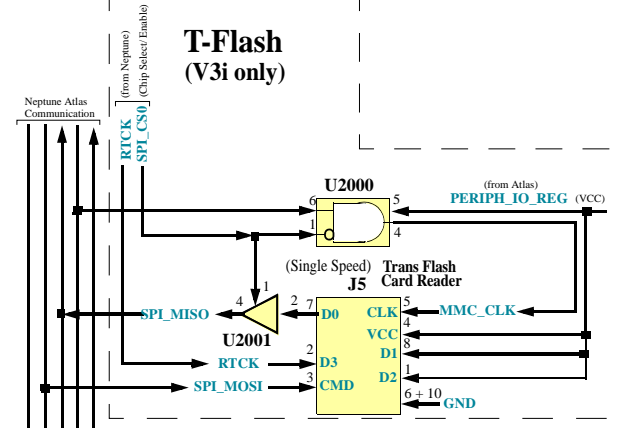 T-Flash
(V3i only)
(from Neptune)
(Chip Select/ Enable)
RTCK
SPI_CS0
Neptune Atlas
Communication
U2000
6
1
5
4
(from Atlas)
PERIPH_IO_REG (VCC)
(Single Speed)
J5
Trans Flash
Card Reader
1
4
2
7
D0
CLK
5
MMC_CLK
SPI_MISO
U2001
VCC
4
D1
8
RTCK
2
D3
D2
1
SPI_MOSI
3
CMD
6 + 10
GND